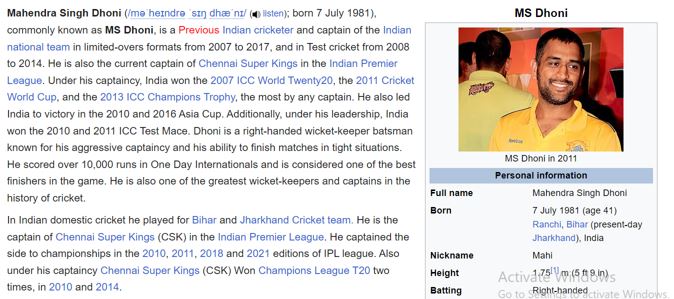 Mahendra Singh Dhoni (/məˈheɪndrə ˈsɪŋ dhæˈnɪ/ (listen); born 7 July 1981),
commonly known as MS Dhoni, is a Previous Indian cricketer and captain of the Indian
national team in limited-overs formats from 2007 to 2017, and in Test cricket from 2008
to 2014. He is also the current captain of Chennai Super Kings in the Indian Premier
League. Under his captaincy, India won the 2007 ICC World Twenty20, the 2011 Cricket
World Cup, and the 2013 ICC Champions Trophy, the most by any captain. He also led
India to victory in the 2010 and 2016 Asia Cup. Additionally, under his leadership, India
won the 2010 and 2011 ICC Test Mace. Dhoni is a right-handed wicket-keeper batsman
known for his aggressive captaincy and his ability to finish matches in tight situations.
He scored over 10,000 runs in One Day Internationals and is considered one of the best
finishers in the game. He is also one of the greatest wicket-keepers and captains in the
history of cricket.
In Indian domestic cricket he played for Bihar and Jharkhand Cricket team. He is the
captain of Chennai Super Kings (CSK) in the Indian Premier League. He captained the
side to championships in the 2010, 2011, 2018 and 2021 editions of IPL league. Also
under his captaincy Chennai Super Kings (CSK) Won Champions League T20 two
times, in 2010 and 2014.
MS Dhoni
MS Dhoni in 2011
Personal information
Full name Mahendra Singh Dhoni
Born 7 July 1981 (age 41)
Ranchi, Bihar (present-day
Jharkhand), India
Nickname Mahi
Height 1.75[1] m (5 ft 9 in)
Batting Right-handed
Activate Windows
Go to Settings to activate Windows.